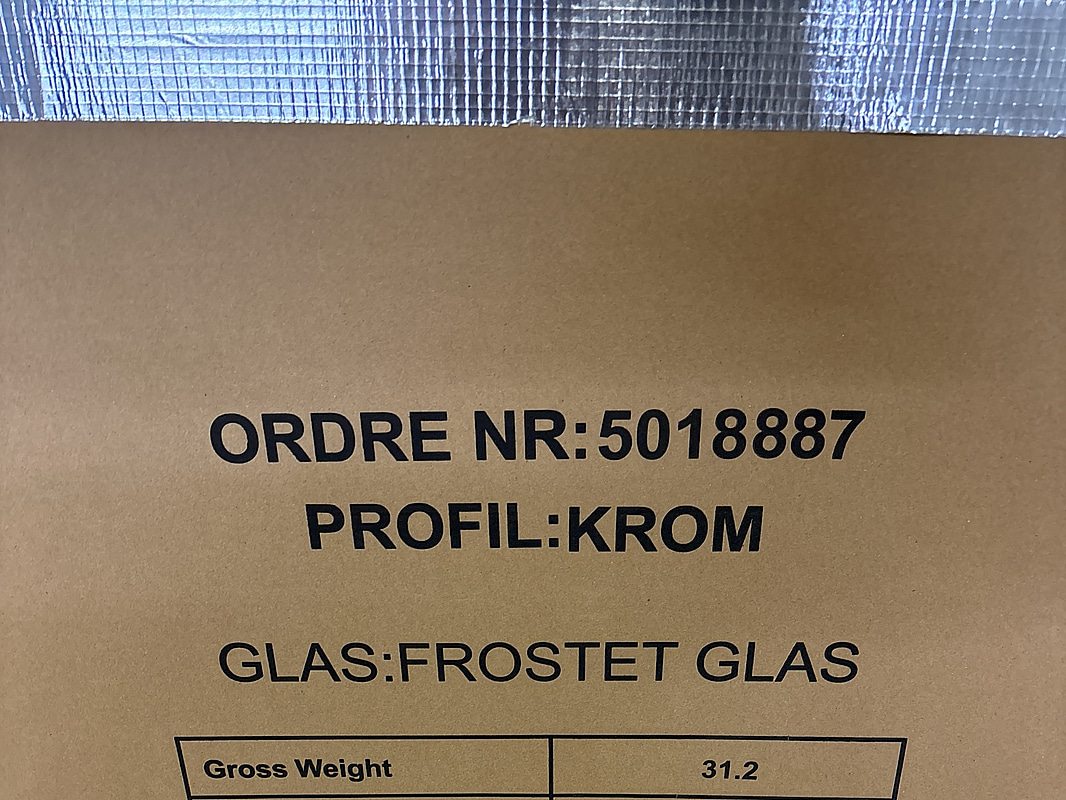 ORDRE NR:5018887
PROFIL:KROM
GLAS:FROSTET GLAS
Gross Weight 31.2